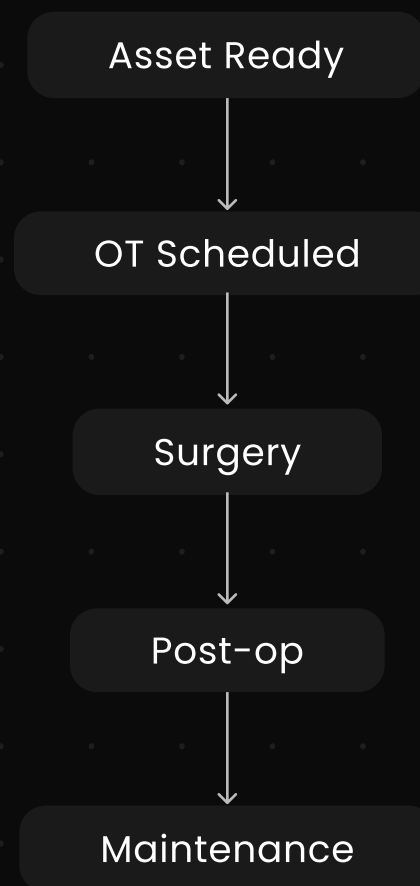 Asset Ready
OT Scheduled
Surgery
Post-op
Maintenance